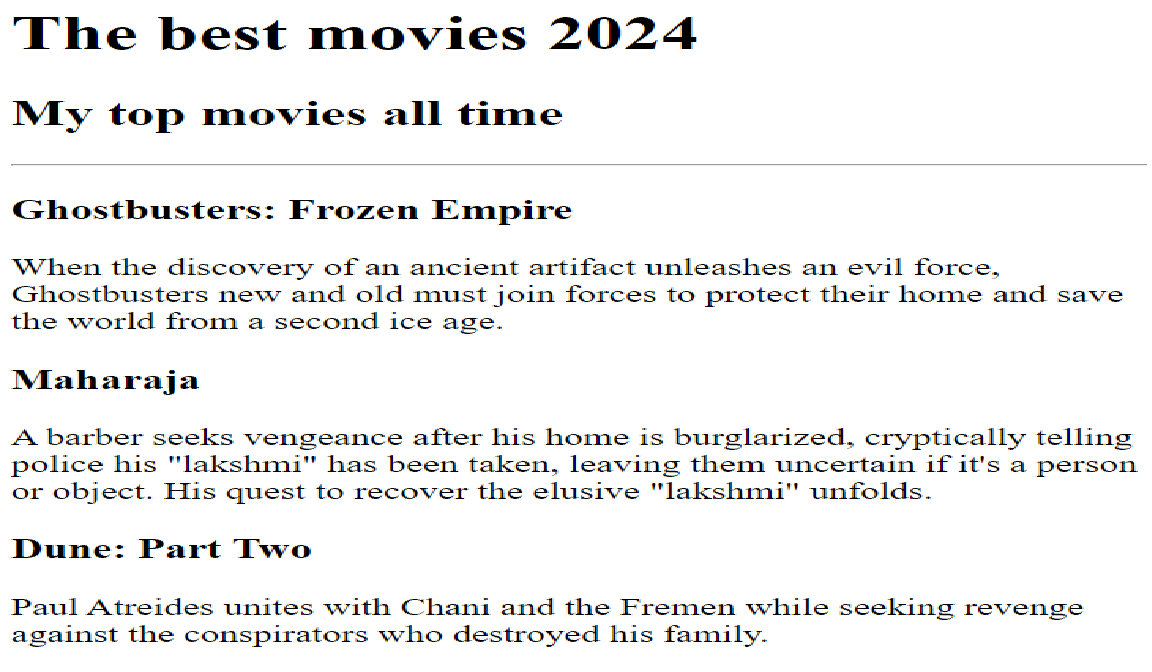 The best movies 2024
My top movies all time
Ghostbusters: Frozen Empire
When the discovery of an ancient artifact unleashes an evil force,
Ghostbusters new and old must join forces to protect their home and save
the world from a second ice age.
Maharaja
A barber seeks vengeance after his home is burglarized, cryptically telling
police his "lakshmi" has been taken, leaving them uncertain if it's a person
or object. His quest to recover the elusive "lakshmi" unfolds.
Dune: Part Two
Paul Atreides unites with Chani and the Fremen while seeking revenge
against the conspirators who destroyed his family.